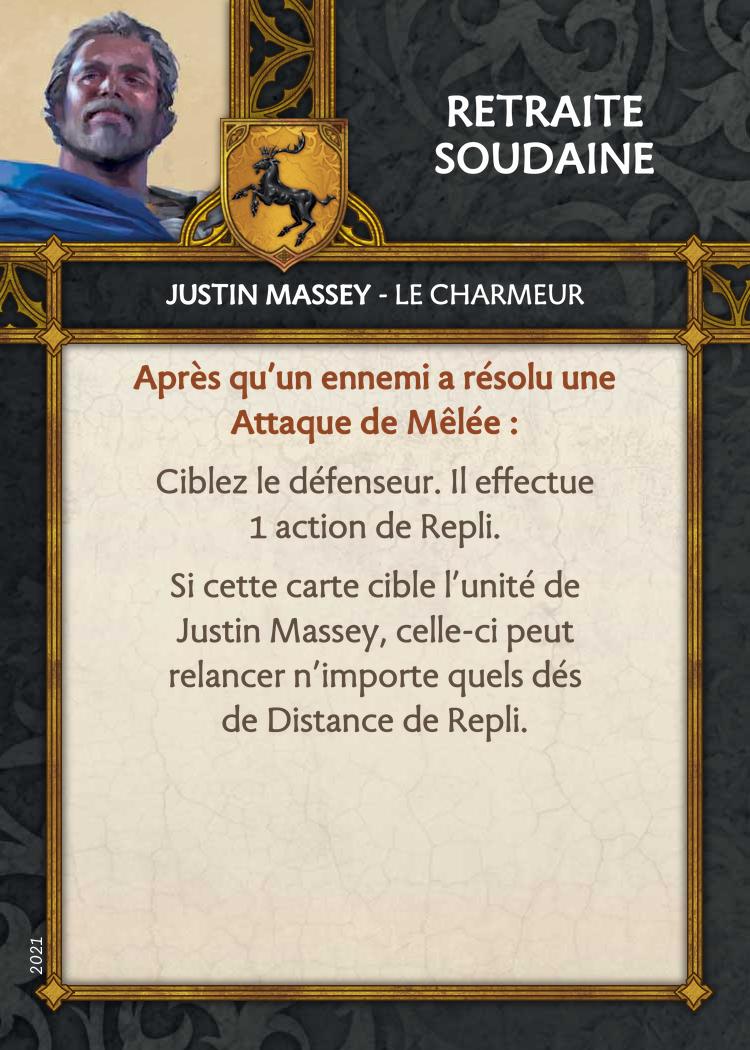 RETRAITE
SOUDAINE
JUSTIN MASSEY - LE CHARMEUR
Après qu’un ennemi a résolu une
Attaque de Mêlée :
Ciblez le défenseur. Il effectue
1 action de Repli.
Si cette carte cible l’unité de
Justin Massey, celle-ci peut
relancer n’importe quels dés
de Distance de Repli.
2021